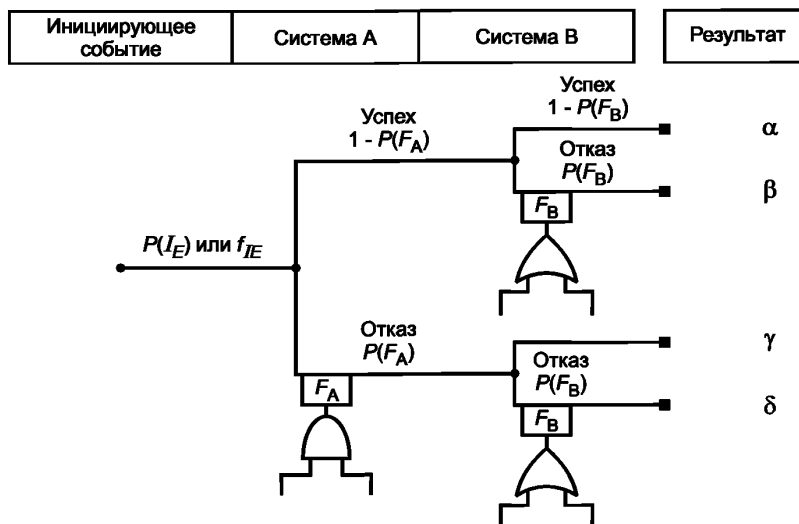 Инициирующее
событие
Система А
Система В
Результат
Успех
1 - P(F_A)
Успех
1 - P(F_B)
α
Отказ
P(F_B)
β
F_B
P(I_E) или f_IE
Отказ
P(F_A)
γ
F_A
Отказ
P(F_B)
δ
F_B